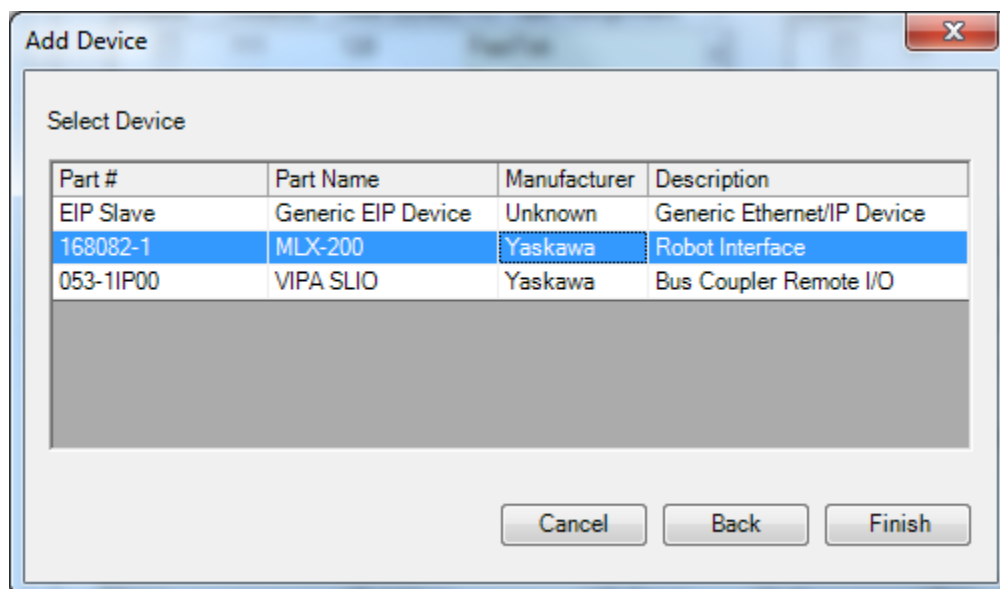 Add Device
Select Device
Part # Part Name Manufacturer Description
EIP Slave Generic EIP Device Unknown Generic Ethernet/IP Device
168082-1 MLX-200 Yaskawa Robot Interface
053-1IP00 VIPA SLIO Yaskawa Bus Coupler Remote I/O
Cancel Back Finish